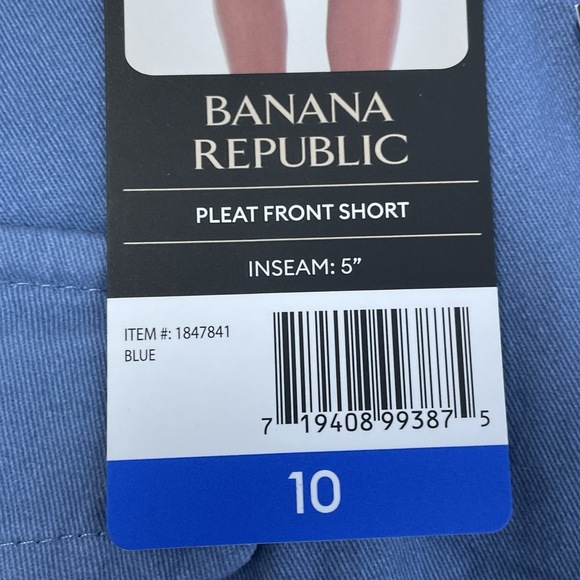 BANANA
REPUBLIC
PLEAT FRONT SHORT
INSEAM: 5”
ITEM #: 1847841
BLUE
7 19408 99387 5
10